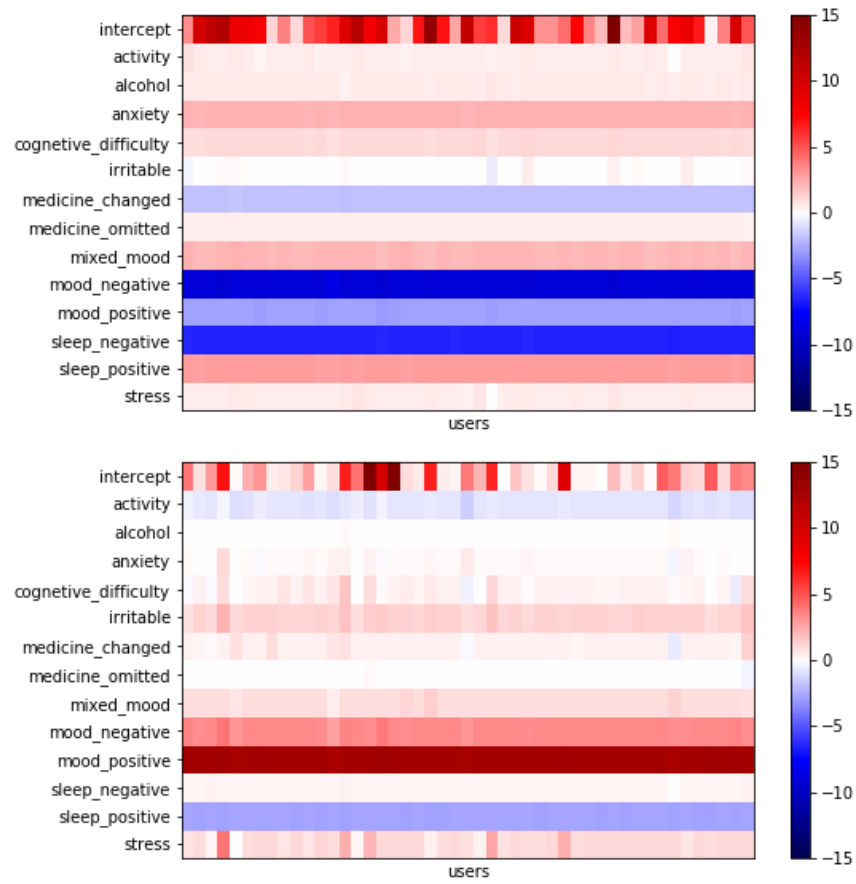 intercept
activity
alcohol
anxiety
cognetive_difficulty
irritable
medicine_changed
medicine_omitted
mixed_mood
mood_negative
mood_positive
sleep_negative
sleep_positive
stress
users
15
10
5
0
−5
−10
−15
intercept
activity
alcohol
anxiety
cognetive_difficulty
irritable
medicine_changed
medicine_omitted
mixed_mood
mood_negative
mood_positive
sleep_negative
sleep_positive
stress
users
15
10
5
0
−5
−10
−15